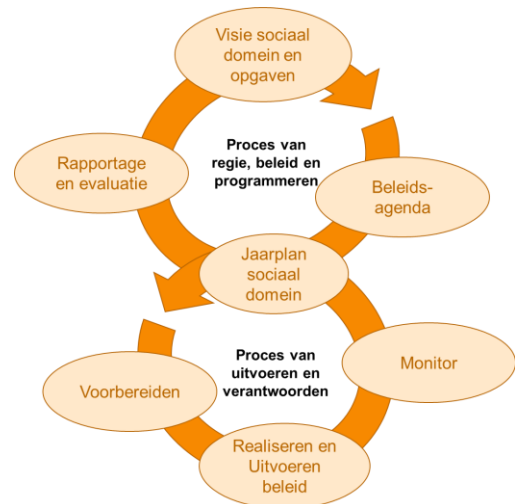 Visie sociaal
domein en
opgaven
Proces van
regie, beleid en
programmeren
Rapportage
en evaluatie
Beleids-
agenda
Jaarplan
sociaal
domein
Proces van
uitvoeren en
verantwoorden
Monitor
Voorbereiden
Realiseren en
Uitvoeren
beleid